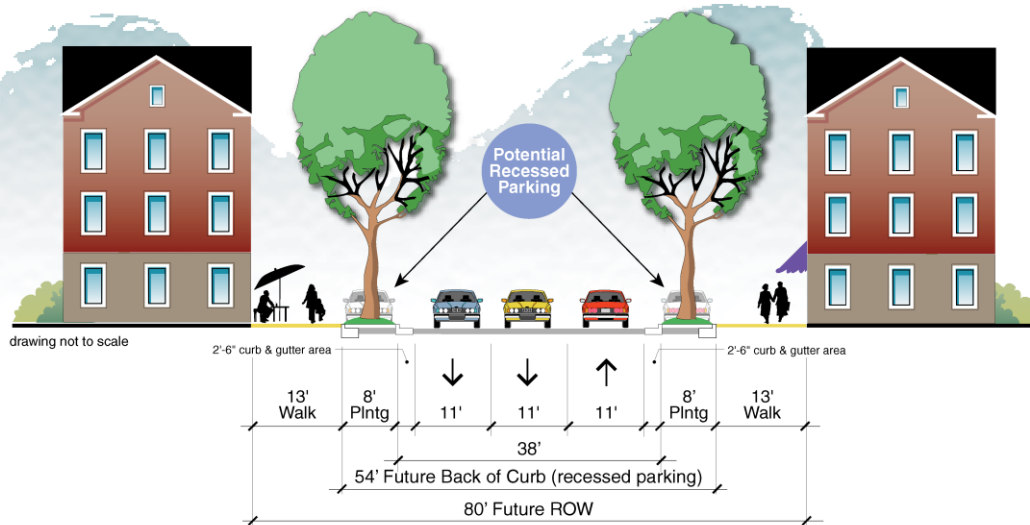 Potential
Recessed
Parking
drawing not to scale
2'-6" curb & gutter area
2'-6" curb & gutter area
13'
Walk
8'
Plntg
11'
11'
11'
8’
Plntg
13'
Walk
38’
54’ Future Back of Curb (recessed parking)
80’ Future ROW